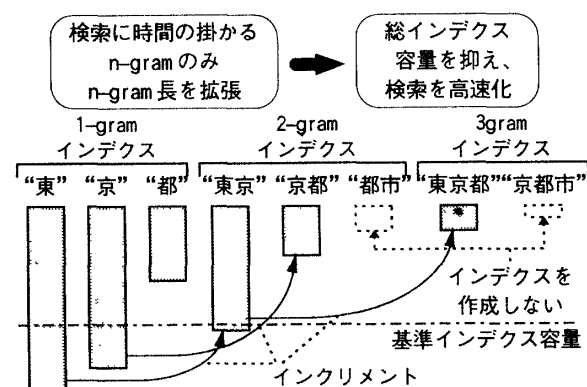 検索に時間の掛かる
n-gramのみ
n-gram長を拡張
総インデクス
容量を抑え、
検索を高速化
1-gram
インデクス
2-gram
インデクス
3gram
インデクス
“東” “京” “都” “東京” “京都” “都市” “東京都” “京都市”
*
インデクスを
作成しない
基準インデクス容量
インクリメント